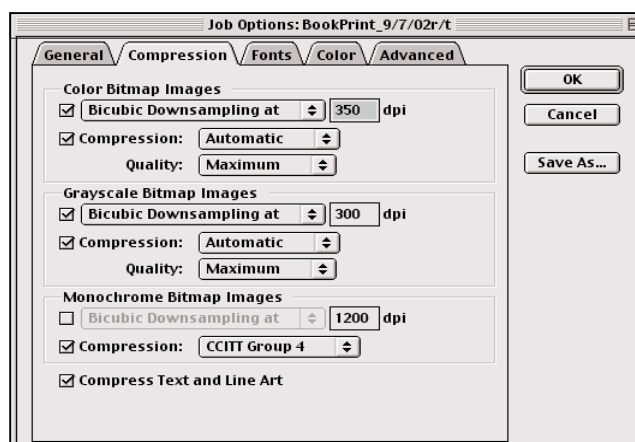 Job Options: BookPrint_9/7/02r/t
General Compression Fonts Color Advanced
Color Bitmap Images
Bicubic Downsampling at 350 dpi
Compression: Automatic
Quality: Maximum
Grayscale Bitmap Images
Bicubic Downsampling at 300 dpi
Compression: Automatic
Quality: Maximum
Monochrome Bitmap Images
Bicubic Downsampling at 1200 dpi
Compression: CCITT Group 4
Compress Text and Line Art
OK
Cancel
Save As...